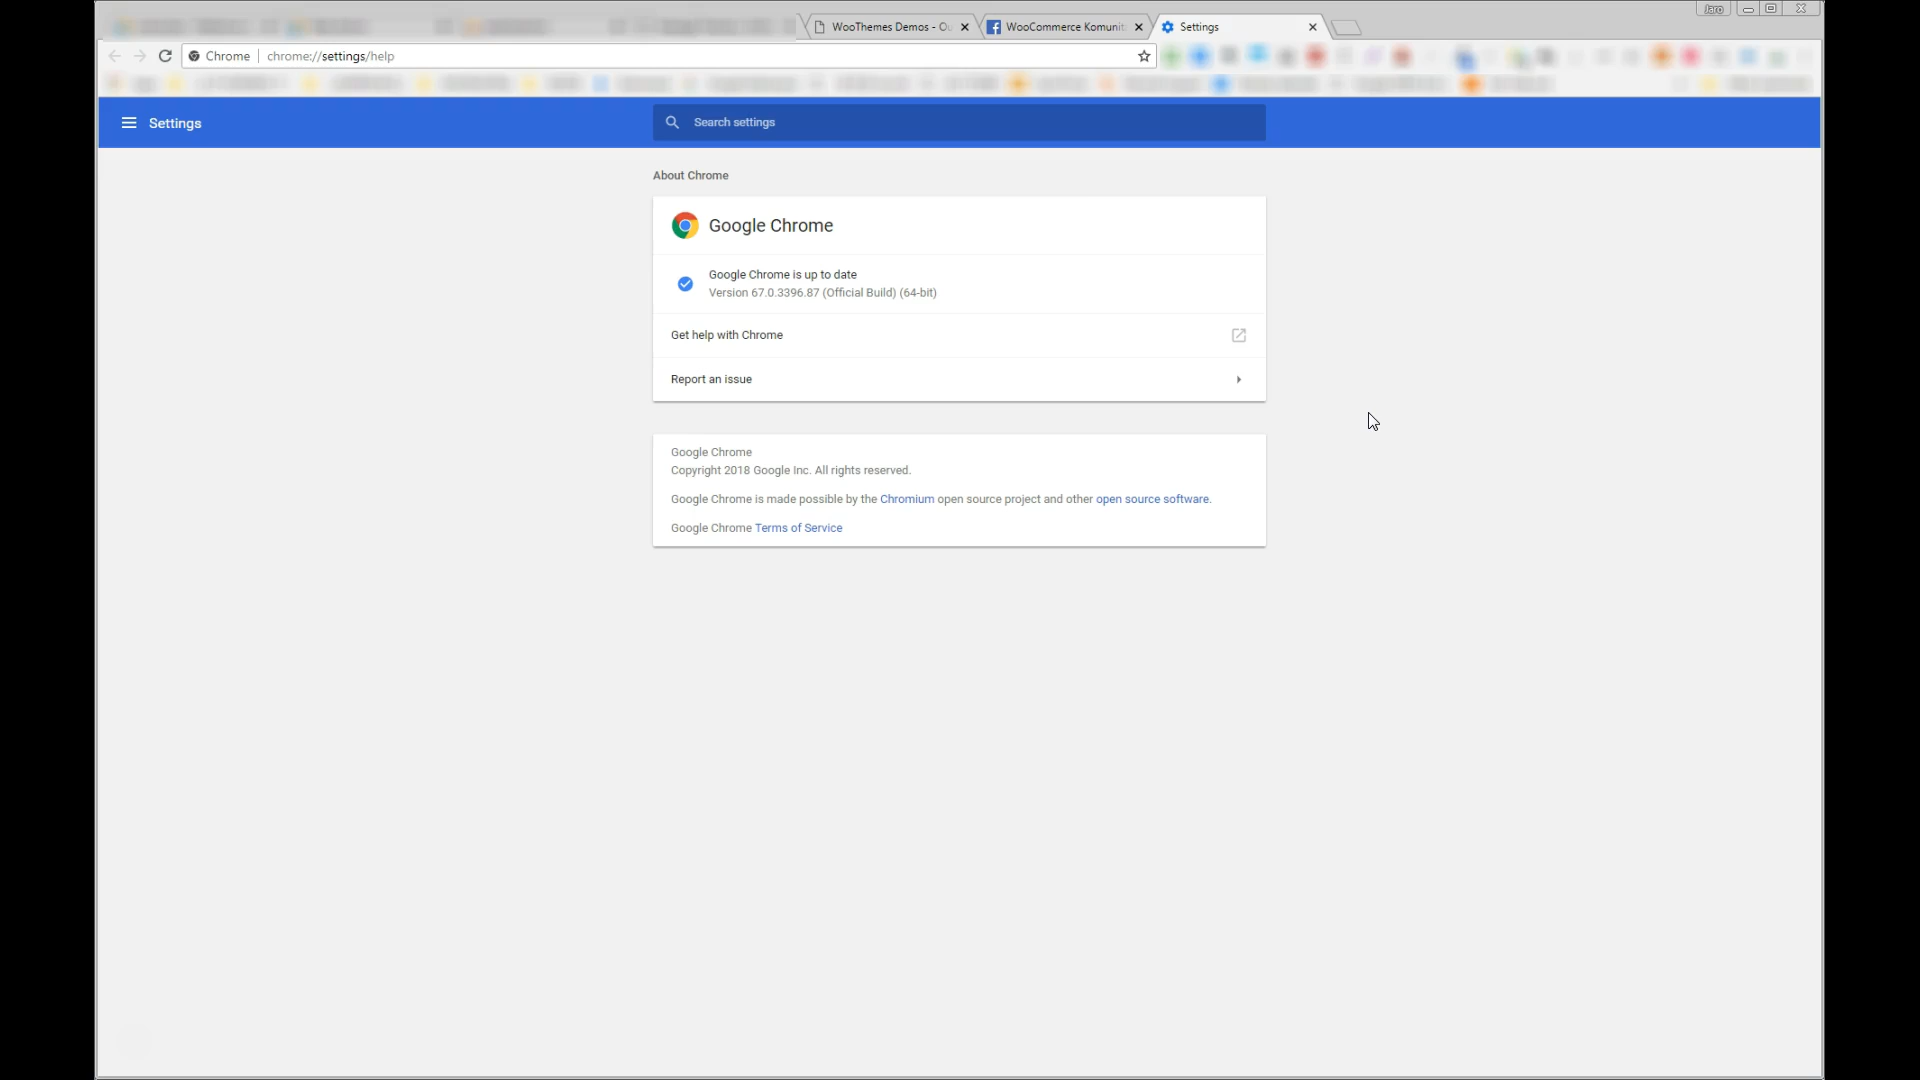 Jaro
WooThemes Demos - Ou
WooCommerce Komunit
Settings
Chrome
chrome://settings/help
Settings
Search settings
About Chrome
Google Chrome
Google Chrome is up to date
Version 67.0.3396.87 (Official Build) (64-bit)
Get help with Chrome
Report an issue
Google Chrome
Copyright 2018 Google Inc. All rights reserved.
Google Chrome is made possible by the Chromium open source project and other open source software.
Google Chrome Terms of Service